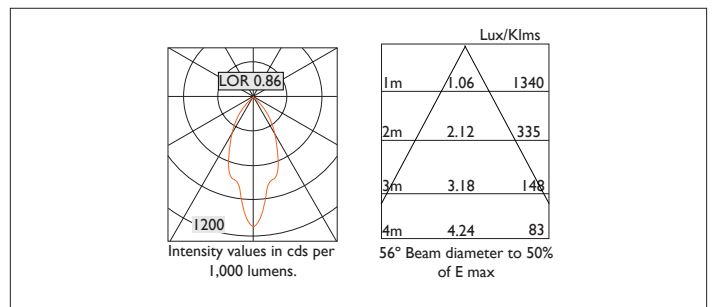 Lux/Klms
LOR 0.86
1m 1.06 1340
2m 2.12 335
3m 3.18 148
1200
4m 4.24 83
Intensity values in cds per
1,000 lumens.
56º Beam diameter to 50%
of E max